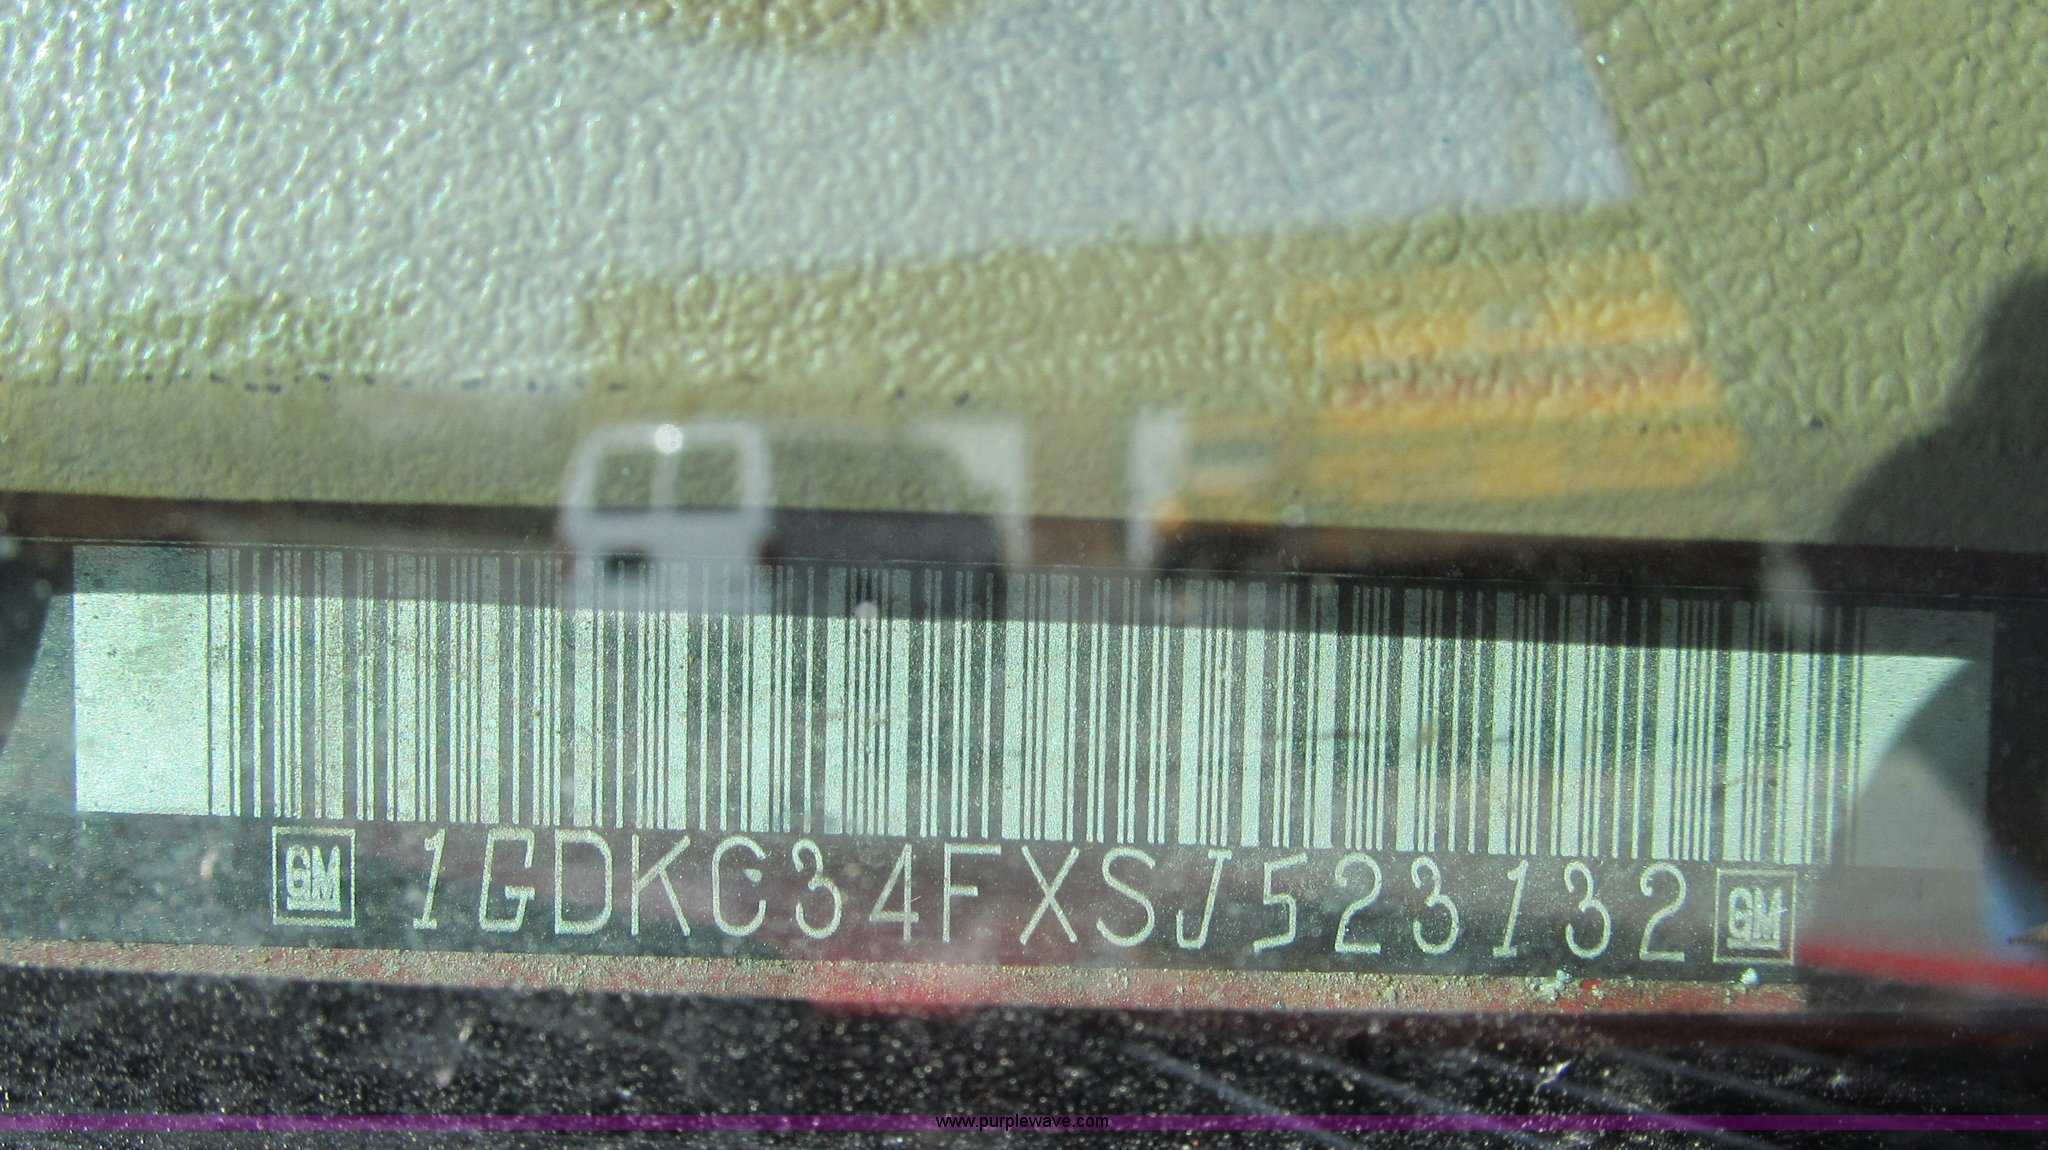 GM 1GDKC34FXSJ523132 GM
www.purplewave.com